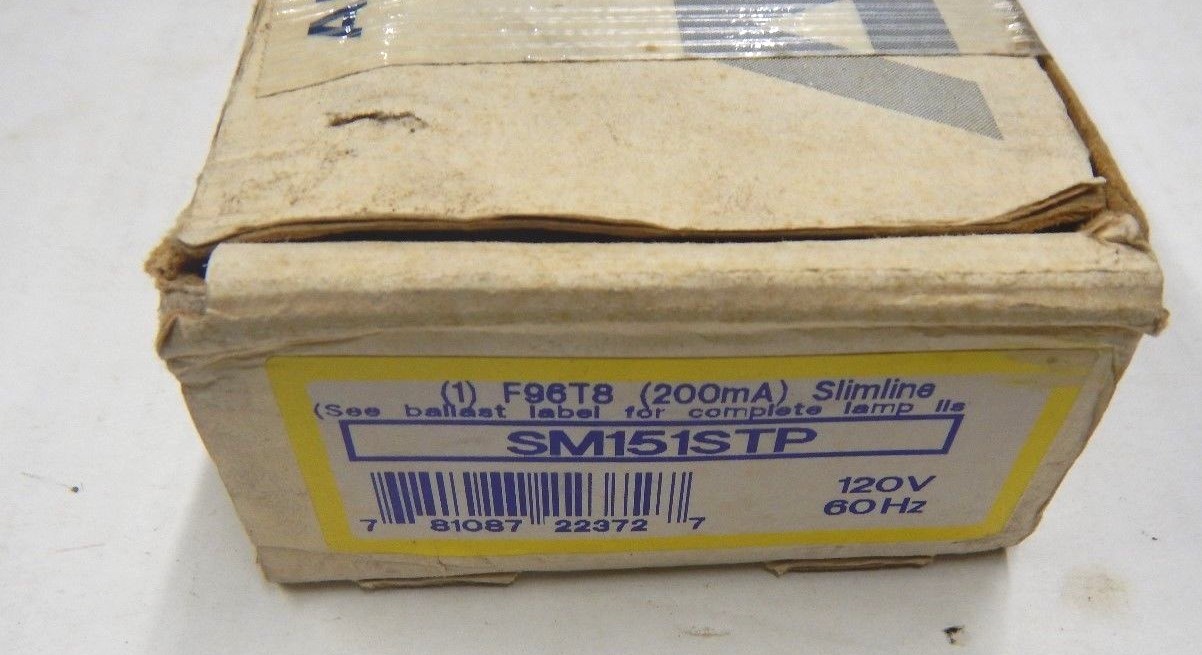 (1) F96T8 (200mA) Slimline
(See ballast label for complete lamp lis
SM151STP
120V
60Hz
7 81087 22372 7